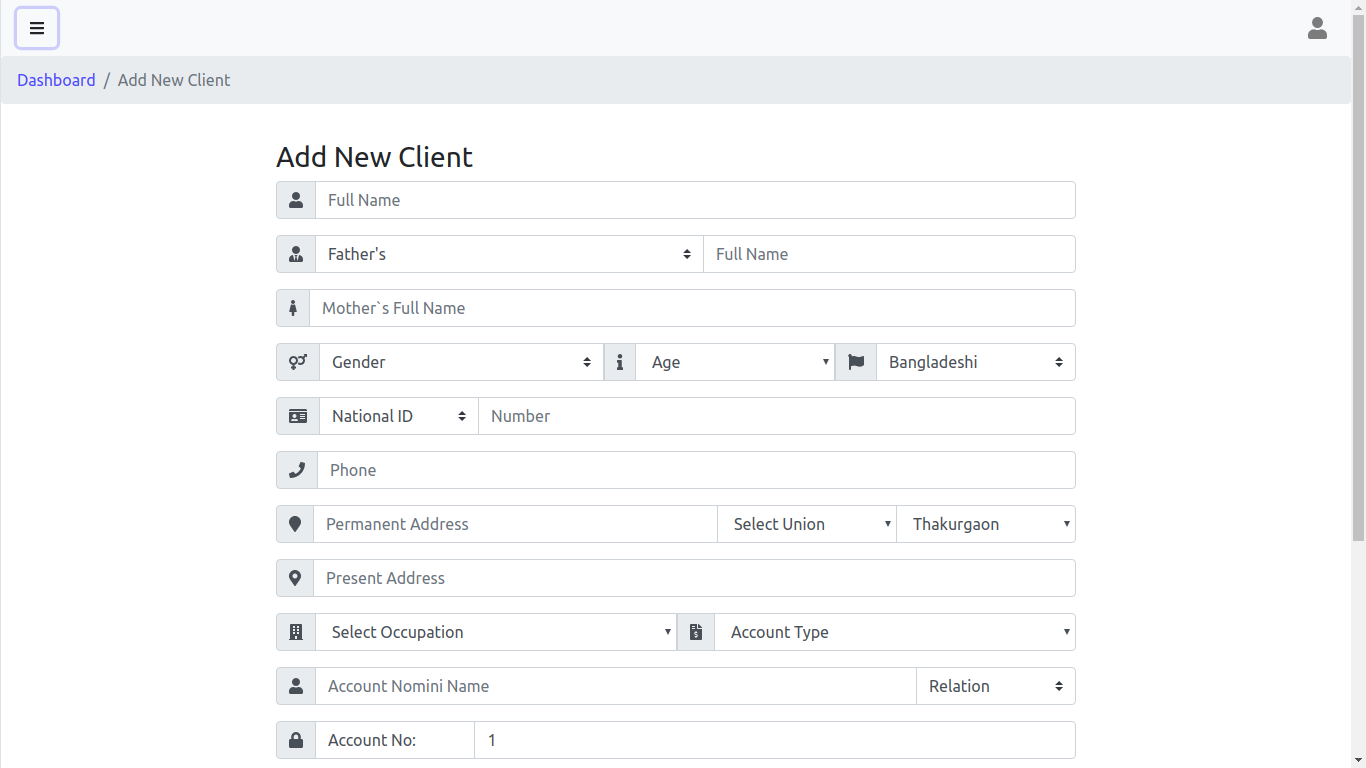 Dashboard / Add New Client
Add New Client
Full Name
Father's Full Name
Mother`s Full Name
Gender Age Bangladeshi
National ID Number
Phone
Permanent Address Select Union Thakurgaon
Present Address
Select Occupation Account Type
Account Nomini Name Relation
Account No: 1